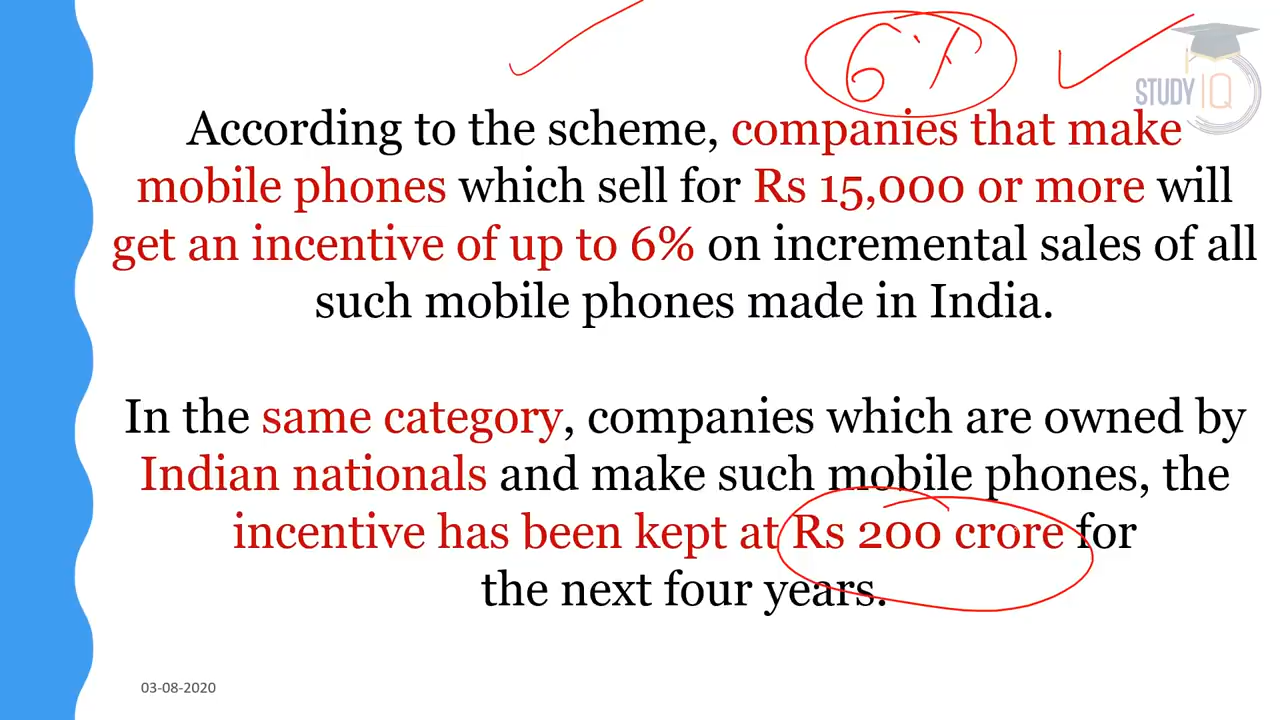 6%
STUDY IQ
According to the scheme, companies that make
mobile phones which sell for Rs 15,000 or more will
get an incentive of up to 6% on incremental sales of all
such mobile phones made in India.
In the same category, companies which are owned by
Indian nationals and make such mobile phones, the
incentive has been kept at Rs 200 crore for
the next four years.
03-08-2020